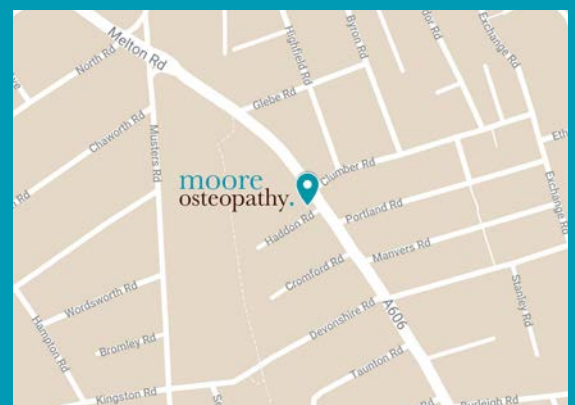 Melton Rd
North Rd
Chaworth Rd
Musters Rd
Highfield Rd
Byron Rd
Exchange Rd
Glebe Rd
Clumber Rd
moore
osteopathy.
Haddon Rd
Portland Rd
Manvers Rd
Exchange Rd
Cromford Rd
Stanley Rd
Wordsworth Rd
Hampton Rd
Bromley Rd
Devonshire Rd
A606
Taunton Rd
Kingston Rd